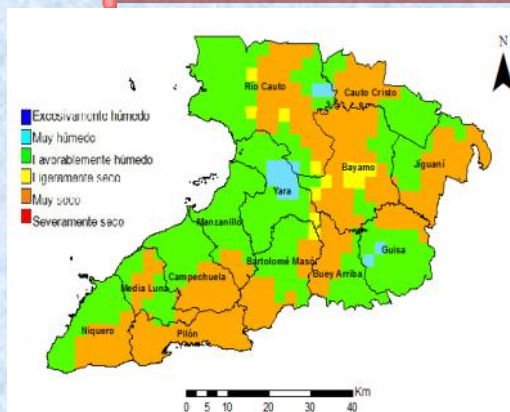 N
Río Cauto
Cauto Cristo
Excesivamente húmedo
Muy húmedo
Favorablemente húmedo
Ligeramente seco
Muy seco
Severamente seco
Bayamo
Jiguaní
Yara
Manzanillo
Guisa
Bartolomé Masó
Buey Arriba
Campechuela
Media Luna
Niquero
Pilón
Km
0 5 10 20 30 40